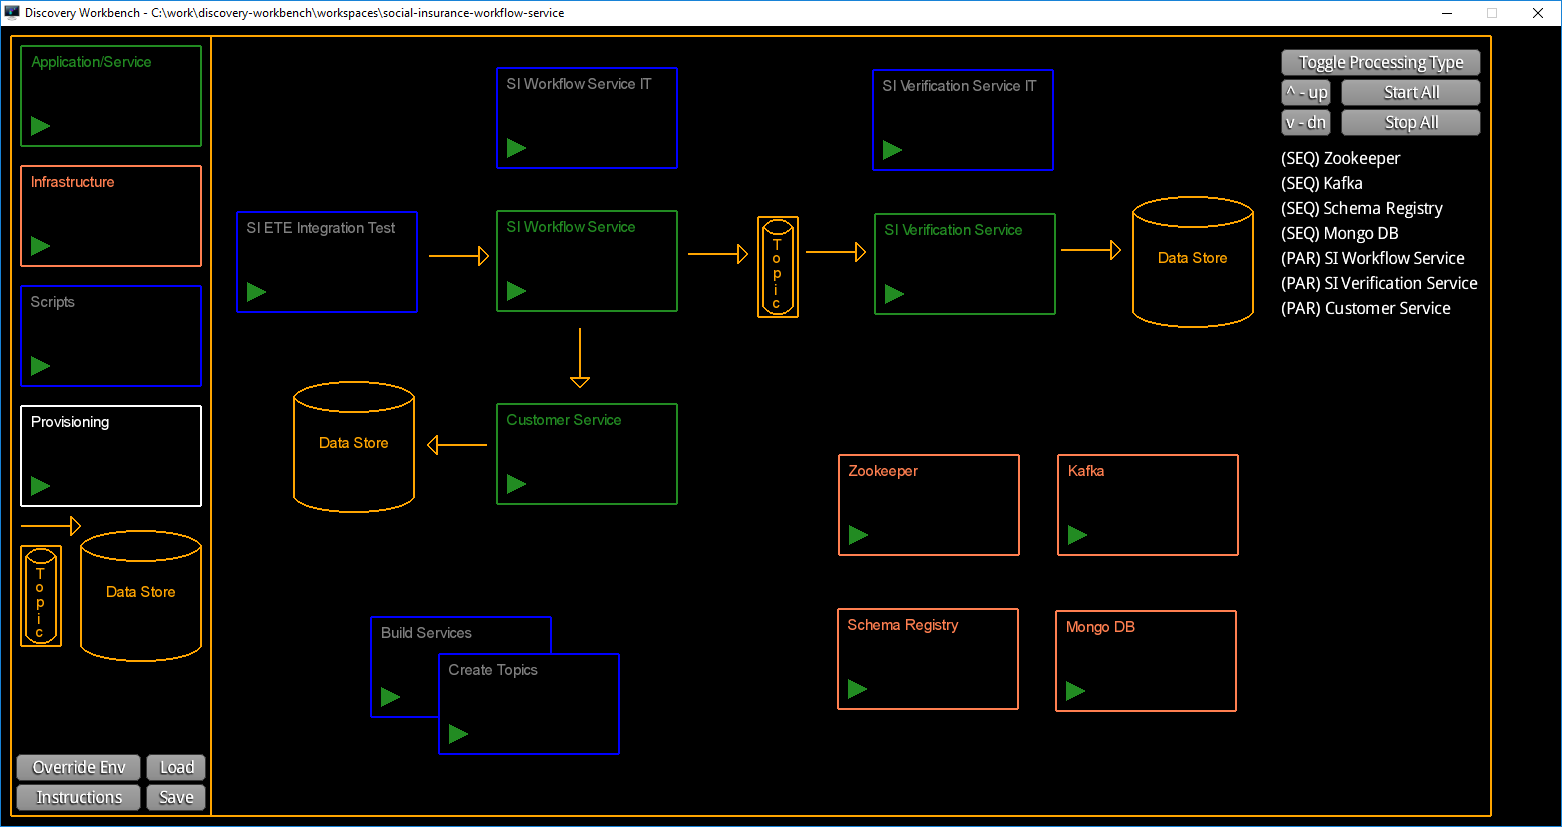 Discovery Workbench - C:\work\discovery-workbench\workspaces\social-insurance-workflow-service
Application/Service
Infrastructure
Scripts
Provisioning
Topic
Data Store
Override Env
Load
Instructions
Save
SI Workflow Service IT
SI Verification Service IT
SI ETE Integration Test
SI Workflow Service
Topic
SI Verification Service
Data Store
Data Store
Customer Service
Zookeeper
Kafka
Build Services
Create Topics
Schema Registry
Mongo DB
Toggle Processing Type
^ - up
Start All
v - dn
Stop All
(SEQ) Zookeeper
(SEQ) Kafka
(SEQ) Schema Registry
(SEQ) Mongo DB
(PAR) SI Workflow Service
(PAR) SI Verification Service
(PAR) Customer Service